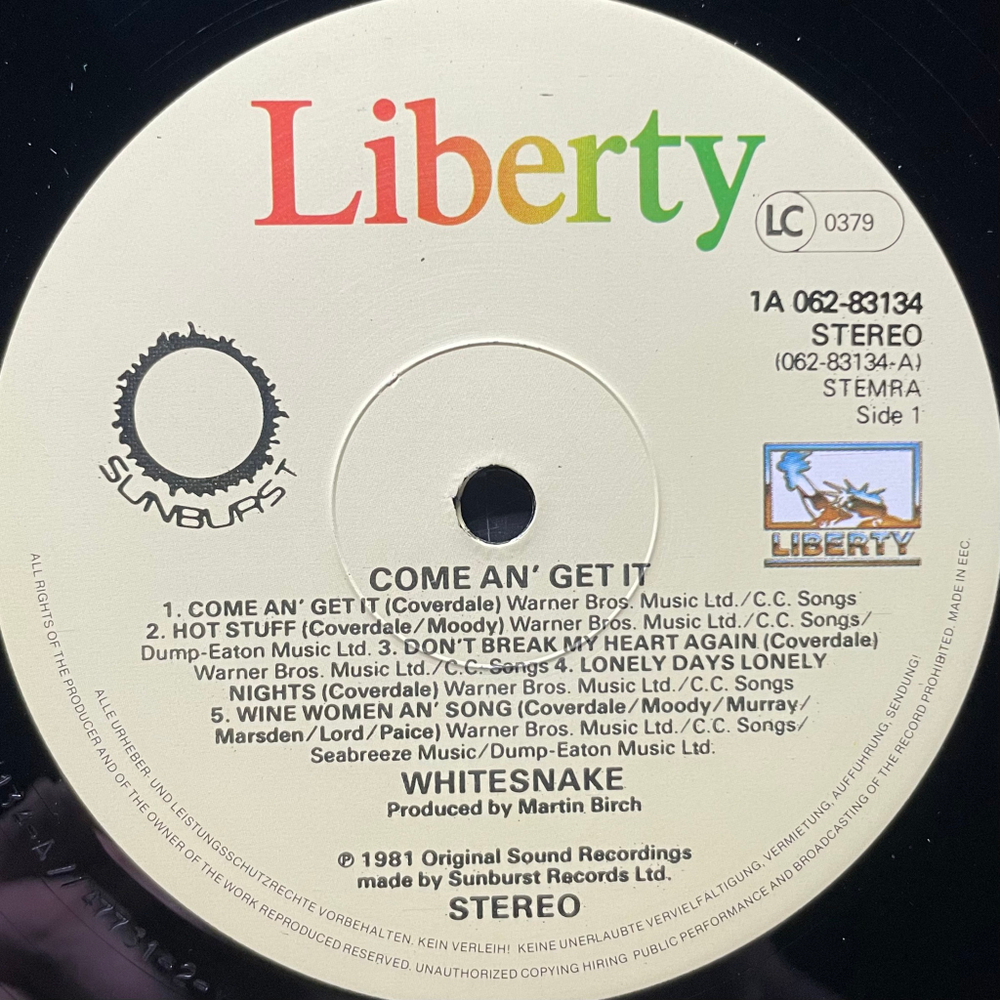 Liberty
LC 0379
1A 062-83134
STEREO
(062-83134-A)
STEMRA
Side 1
SUNBURST
LIBERTY
COME AN' GET IT
1. COME AN' GET IT (Coverdale) Warner Bros. Music Ltd./C.C. Songs
2. HOT STUFF (Coverdale/Moody) Warner Bros. Music Ltd./C.C. Songs/
Dump-Eaton Music Ltd. 3. DON'T BREAK MY HEART AGAIN (Coverdale)
Warner Bros. Music Ltd./C.C. Songs 4. LONELY DAYS LONELY
NIGHTS (Coverdale) Warner Bros. Music Ltd./C.C. Songs
5. WINE WOMEN AN' SONG (Coverdale/Moody/Murray/
Marsden/Lord/Paice) Warner Bros. Music Ltd./C.C. Songs/
Seabreeze Music/Dump-Eaton Music Ltd.
WHITESNAKE
Produced by Martin Birch
℗ 1981 Original Sound Recordings
made by Sunburst Records Ltd.
STEREO
ALLE URHEBER- UND LEISTUNGSSCHUTZRECHTE VORBEHALTEN. KEIN VERLEIH! KEINE UNERLAUBTE VERVIELFÄLTIGUNG, VERMIETUNG, AUFFÜHRUNG, SENDUNG!
ALL RIGHTS OF THE PRODUCER AND OF THE OWNER OF THE WORK REPRODUCED RESERVED. UNAUTHORIZED COPYING HIRING PUBLIC PERFORMANCE AND BROADCASTING OF THE RECORD PROHIBITED. MADE IN EEC.